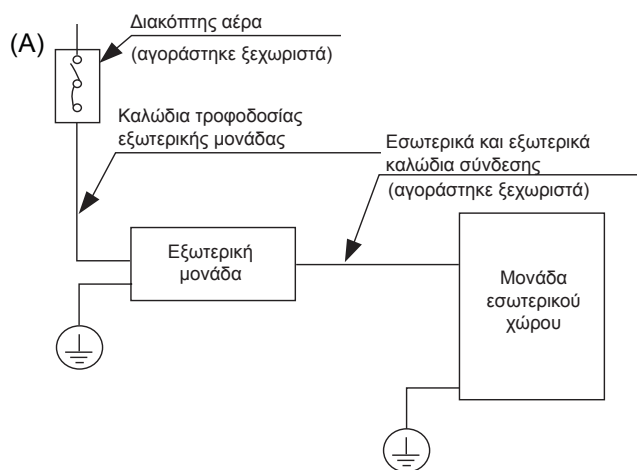 (A)
Διακόπτης αέρα
(αγοράστηκε ξεχωριστά)
Καλώδια τροφοδοσίας
εξωτερικής μονάδας
Εσωτερικά και εξωτερικά
καλώδια σύνδεσης
(αγοράστηκε ξεχωριστά)
Εξωτερική
μονάδα
Μονάδα
εσωτερικού
χώρου